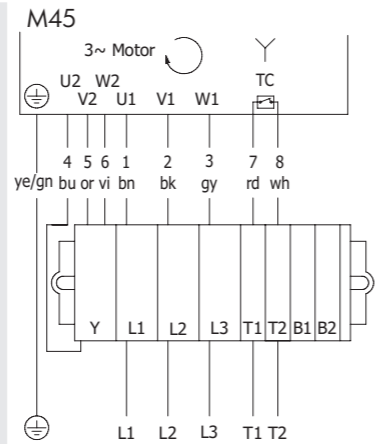 M45
3~ Motor
Y
TC
U2 W2
V2 U1 V1 W1
4 5 6 1 2 3 7 8
ye/gn bu or vi bn bk gy rd wh
Y L1 L2 L3 T1 T2 B1 B2
L1 L2 L3 T1 T2